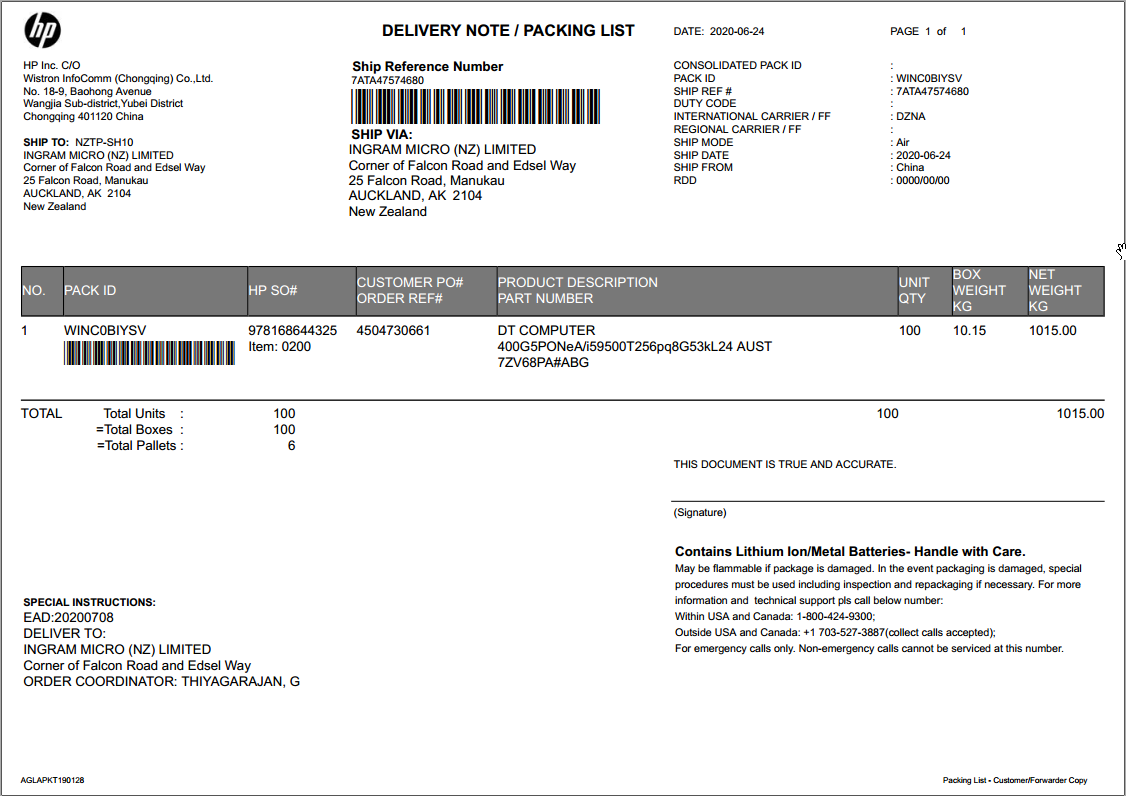 hp
DELIVERY NOTE / PACKING LIST
DATE: 2020-06-24
PAGE 1 of 1
HP Inc. C/O
Wistron InfoComm (Chongqing) Co.,Ltd.
No. 18-9, Baohong Avenue
Wangjia Sub-district,Yubei District
Chongqing 401120 China
SHIP TO: NZTP-SH10
INGRAM MICRO (NZ) LIMITED
Corner of Falcon Road and Edsel Way
25 Falcon Road, Manukau
AUCKLAND, AK 2104
New Zealand
Ship Reference Number
7ATA47574680
SHIP VIA:
INGRAM MICRO (NZ) LIMITED
Corner of Falcon Road and Edsel Way
25 Falcon Road, Manukau
AUCKLAND, AK 2104
New Zealand
CONSOLIDATED PACK ID :
PACK ID : WINC0BIYSV
SHIP REF # : 7ATA47574680
DUTY CODE :
INTERNATIONAL CARRIER / FF : DZNA
REGIONAL CARRIER / FF :
SHIP MODE : Air
SHIP DATE : 2020-06-24
SHIP FROM : China
RDD : 0000/00/00
NO. PACK ID HP SO# CUSTOMER PO# ORDER REF# PRODUCT DESCRIPTION PART NUMBER UNIT QTY BOX WEIGHT KG NET WEIGHT KG
1 WINC0BIYSV 978168644325 4504730661 DT COMPUTER 100 10.15 1015.00
Item: 0200 400G5PONeA/i59500T256pq8G53kL24 AUST
7ZV68PA#ABG
TOTAL Total Units : 100 100 1015.00
=Total Boxes : 100
=Total Pallets : 6
THIS DOCUMENT IS TRUE AND ACCURATE.
(Signature)
Contains Lithium Ion/Metal Batteries- Handle with Care.
May be flammable if package is damaged. In the event packaging is damaged, special
procedures must be used including inspection and repackaging if necessary. For more
information and technical support pls call below number:
Within USA and Canada: 1-800-424-9300;
Outside USA and Canada: +1 703-527-3887(collect calls accepted);
For emergency calls only. Non-emergency calls cannot be serviced at this number.
SPECIAL INSTRUCTIONS:
EAD:20200708
DELIVER TO:
INGRAM MICRO (NZ) LIMITED
Corner of Falcon Road and Edsel Way
ORDER COORDINATOR: THIYAGARAJAN, G
AGLAPKT190128
Packing List - Customer/Forwarder Copy